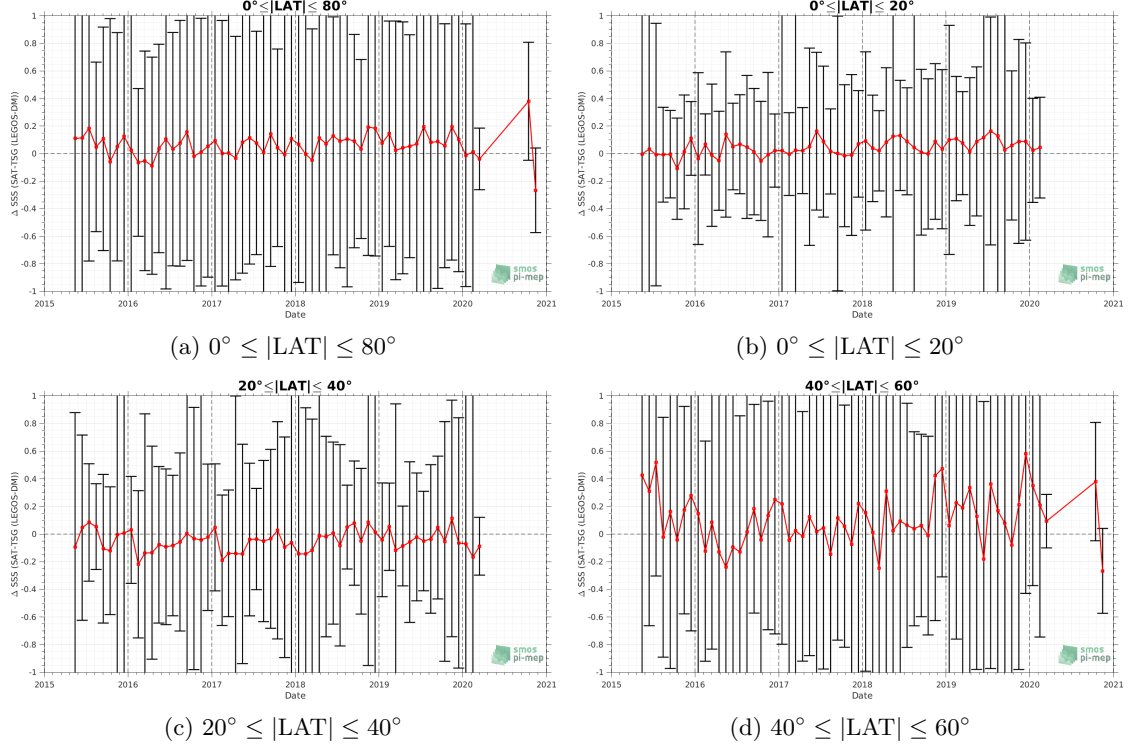 0°≤|LAT|≤ 80°
1
0.8
0.6
0.4
0.2
0
-0.2
-0.4
-0.6
-0.8
-1
Δ SSS (SAT-TSG (LEGOS-DM))
2015 2016 2017 2018 2019 2020 2021
Date
smos
pi-mep
(a) 0° ≤ |LAT| ≤ 80°
0°≤|LAT|≤ 20°
1
0.8
0.6
0.4
0.2
0
-0.2
-0.4
-0.6
-0.8
-1
Δ SSS (SAT-TSG (LEGOS-DM))
2015 2016 2017 2018 2019 2020 2021
Date
smos
pi-mep
(b) 0° ≤ |LAT| ≤ 20°
20°≤|LAT|≤ 40°
1
0.8
0.6
0.4
0.2
0
-0.2
-0.4
-0.6
-0.8
-1
Δ SSS (SAT-TSG (LEGOS-DM))
2015 2016 2017 2018 2019 2020 2021
Date
smos
pi-mep
(c) 20° ≤ |LAT| ≤ 40°
40°≤|LAT|≤ 60°
1
0.8
0.6
0.4
0.2
0
-0.2
-0.4
-0.6
-0.8
-1
Δ SSS (SAT-TSG (LEGOS-DM))
2015 2016 2017 2018 2019 2020 2021
Date
smos
pi-mep
(d) 40° ≤ |LAT| ≤ 60°